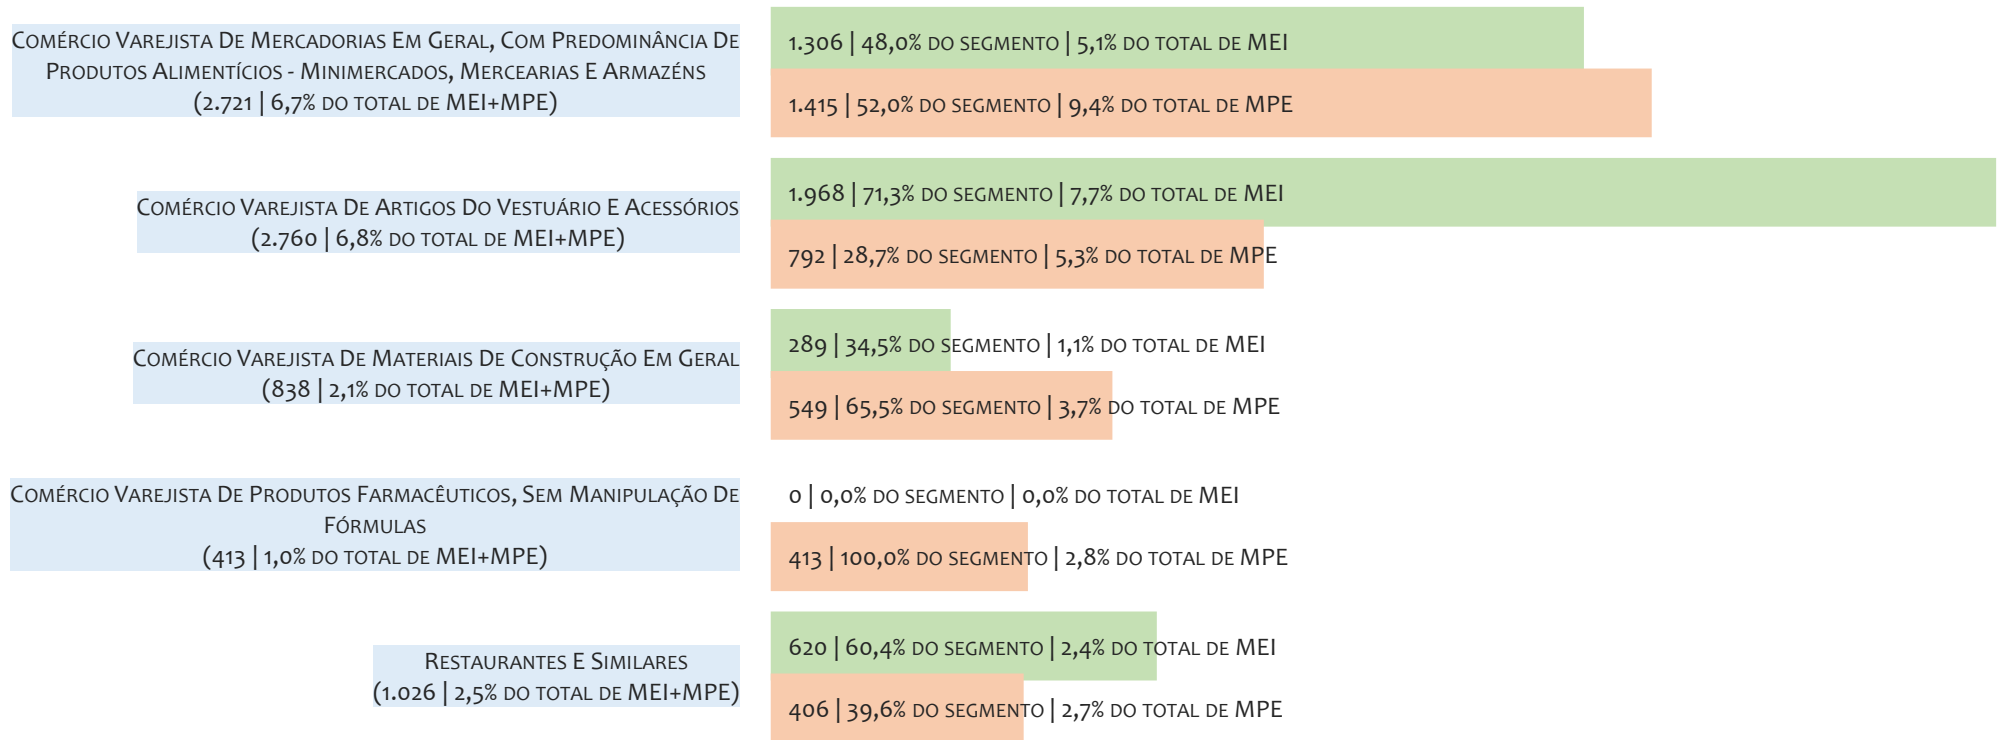 Comércio Varejista De Mercadorias Em Geral, Com Predominância De
Produtos Alimentícios - Minimercados, Mercearias E Armazéns
(2.721 | 6,7% do total de MEI+MPE)
1.306 | 48,0% do segmento | 5,1% do total de MEI
1.415 | 52,0% do segmento | 9,4% do total de MPE
Comércio Varejista De Artigos Do Vestuário E Acessórios
(2.760 | 6,8% do total de MEI+MPE)
1.968 | 71,3% do segmento | 7,7% do total de MEI
792 | 28,7% do segmento | 5,3% do total de MPE
Comércio Varejista De Materiais De Construção Em Geral
(838 | 2,1% do total de MEI+MPE)
289 | 34,5% do segmento | 1,1% do total de MEI
549 | 65,5% do segmento | 3,7% do total de MPE
Comércio Varejista De Produtos Farmacêuticos, Sem Manipulação De
Fórmulas
(413 | 1,0% do total de MEI+MPE)
0 | 0,0% do segmento | 0,0% do total de MEI
413 | 100,0% do segmento | 2,8% do total de MPE
Restaurantes E Similares
(1.026 | 2,5% do total de MEI+MPE)
620 | 60,4% do segmento | 2,4% do total de MEI
406 | 39,6% do segmento | 2,7% do total de MPE